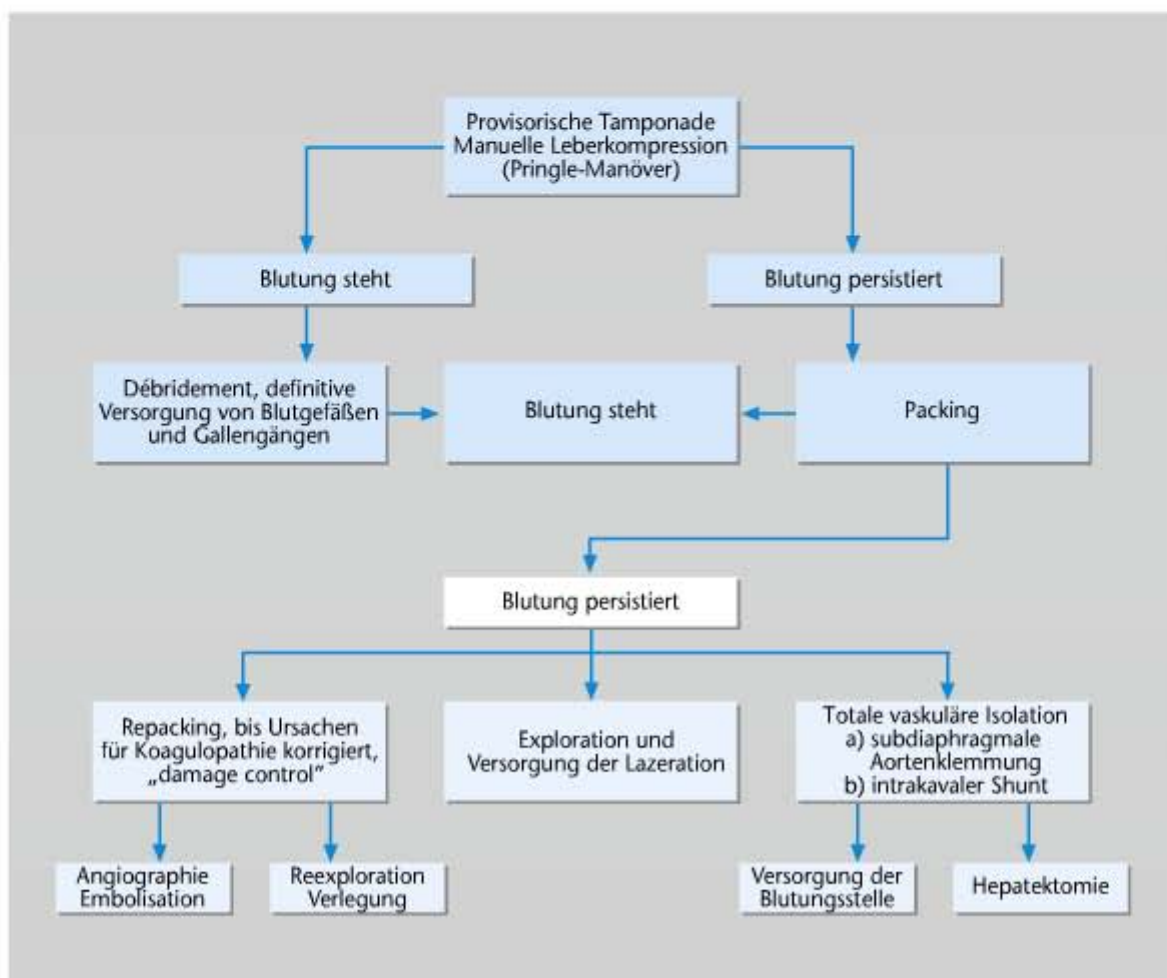 Provisorische Tamponade
Manuelle Leberkompression
(Pringle-Manöver)
Blutung steht
Blutung persistiert
Débridement, definitive
Versorgung von Blutgefäßen
und Gallengängen
Blutung steht
Packing
Blutung persistiert
Repacking, bis Ursachen
für Koagulopathie korrigiert,
„damage control”
Exploration und
Versorgung der Lazeration
Totale vaskuläre Isolation
a) subdiaphragmale
Aortenklemmung
b) intrakavaler Shunt
Angiographie
Embolisation
Reexploration
Verlegung
Versorgung der
Blutungsstelle
Hepatektomie